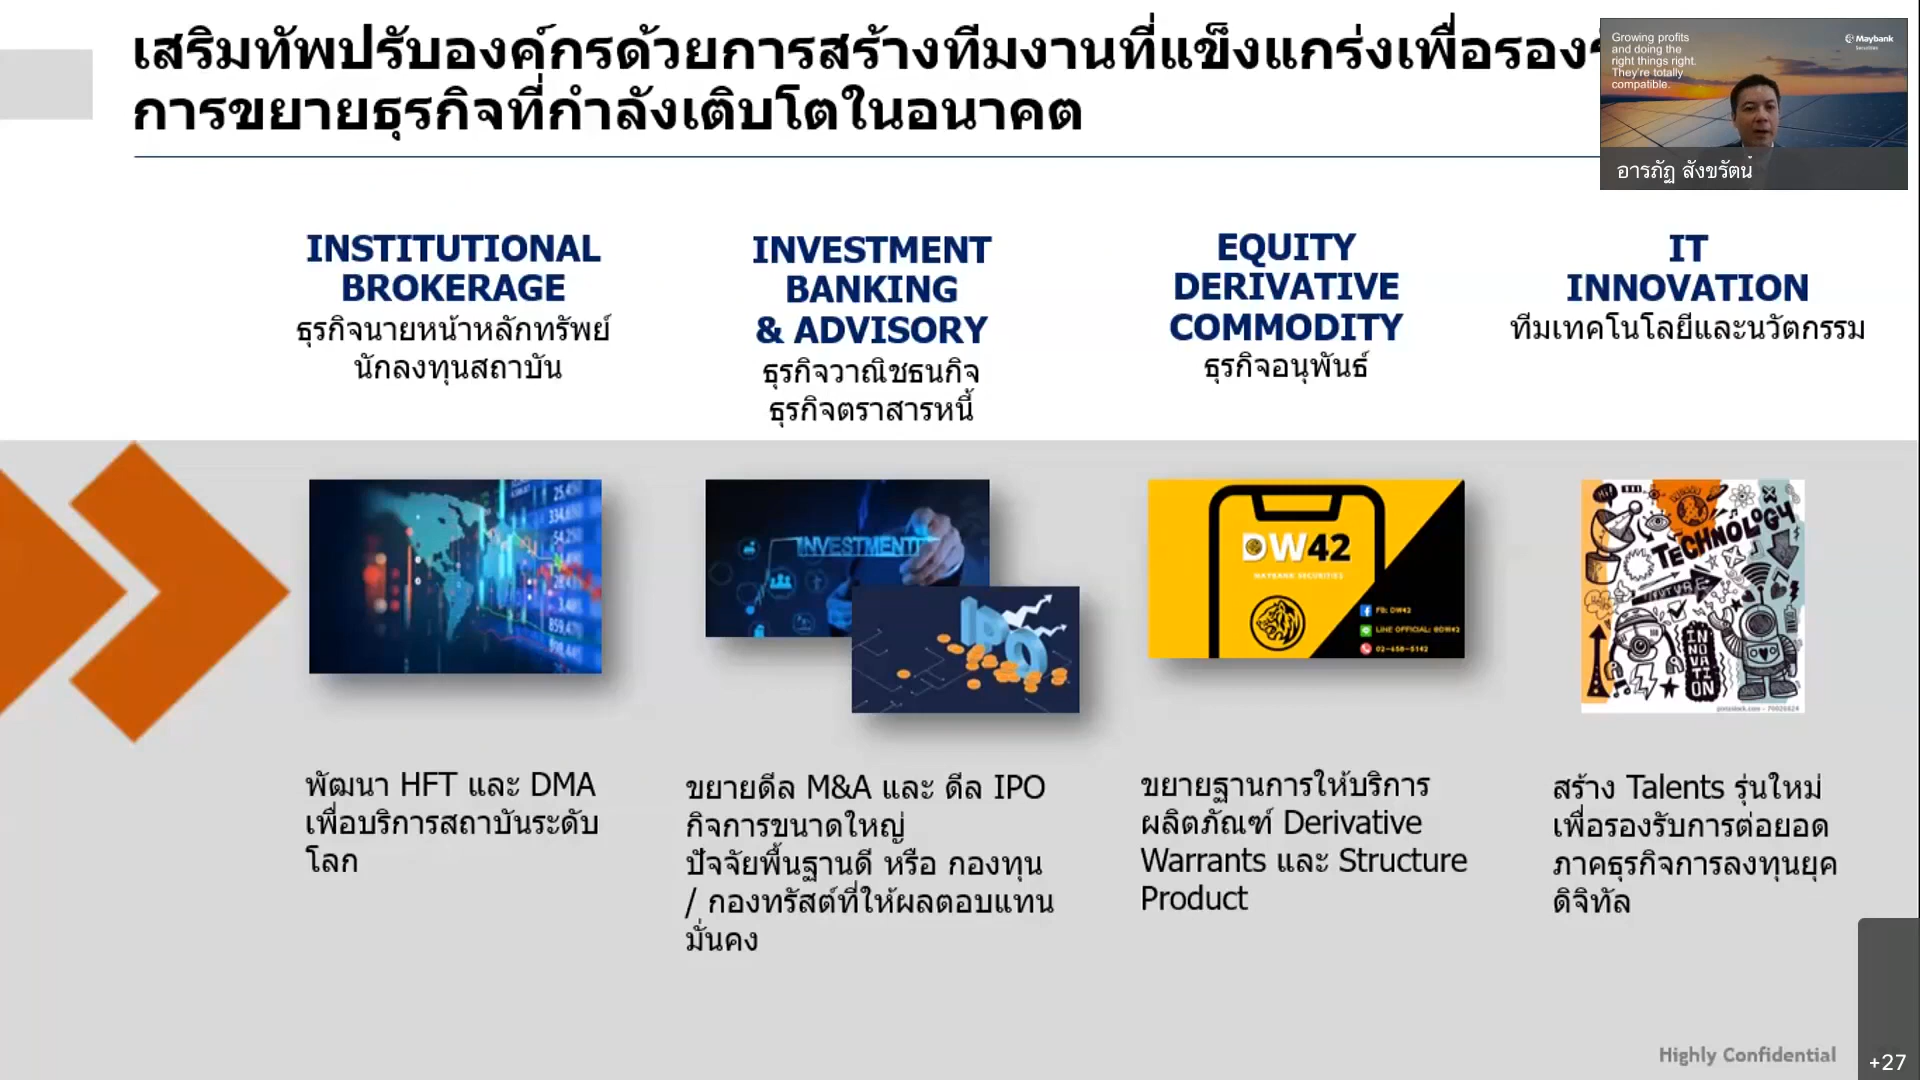 เสริมทัพปรับองค์กรด้วยการสร้างทีมงานที่แข็งแกร่งเพื่อรอง
การขยายธุรกิจที่กำลังเติบโตในอนาคต
Growing profits
and doing the
right things right.
They're totally
compatible.
Maybank
Securities
อารภัฏ สังขรัตน์
INSTITUTIONAL
BROKERAGE
ธุรกิจนายหน้าหลักทรัพย์
นักลงทุนสถาบัน
INVESTMENT
BANKING
& ADVISORY
ธุรกิจวาณิชธนกิจ
ธุรกิจตราสารหนี้
EQUITY
DERIVATIVE
COMMODITY
ธุรกิจอนุพันธ์
IT
INNOVATION
ทีมเทคโนโลยีและนวัตกรรม
INVESTMENT
IPO
DW42
MAYBANK SECURITIES
FB: DW42
LINE OFFICIAL: @DW42
02-658-5142
TECHNOLOGY
FUTURE
INNOVATION
พัฒนา HFT และ DMA
เพื่อบริการสถาบันระดับ
โลก
ขยายดีล M&A และ ดีล IPO
กิจการขนาดใหญ่
ปัจจัยพื้นฐานดี หรือ กองทุน
/ กองทรัสต์ที่ให้ผลตอบแทน
มั่นคง
ขยายฐานการให้บริการ
ผลิตภัณฑ์ Derivative
Warrants และ Structure
Product
สร้าง Talents รุ่นใหม่
เพื่อรองรับการต่อยอด
ภาคธุรกิจการลงทุนยุค
ดิจิทัล
Highly Confidential
+27